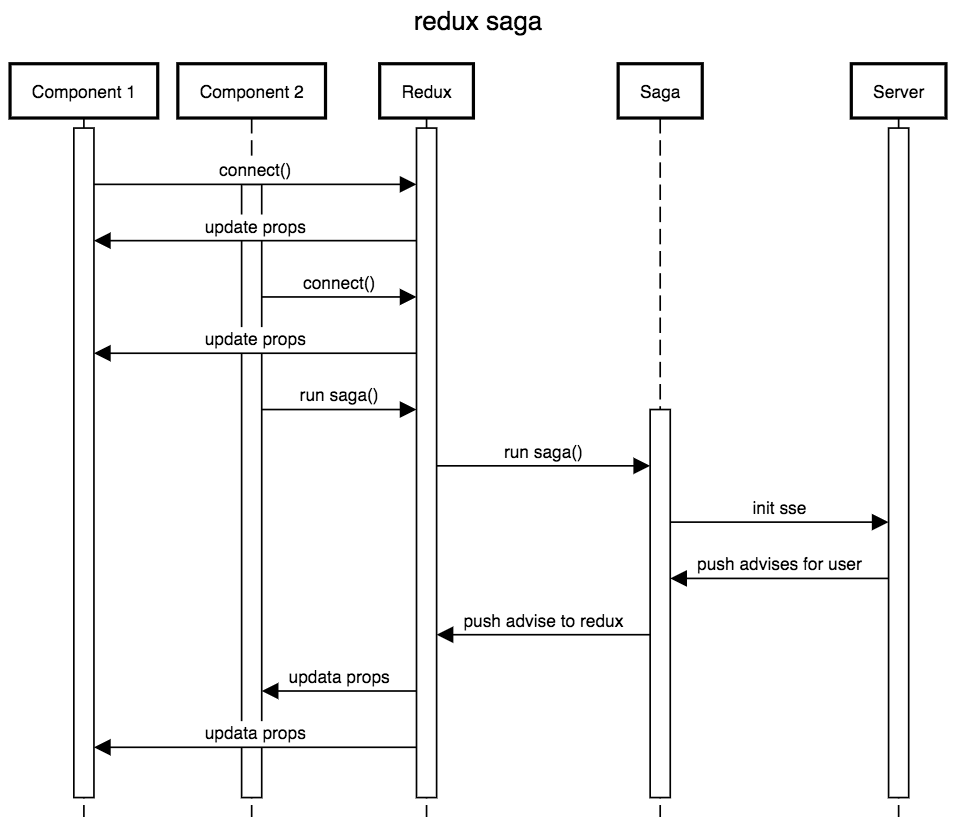 redux saga
Component 1
Component 2
Redux
Saga
Server
connect()
update props
connect()
update props
run saga()
run saga()
init sse
push advises for user
push advise to redux
updata props
updata props